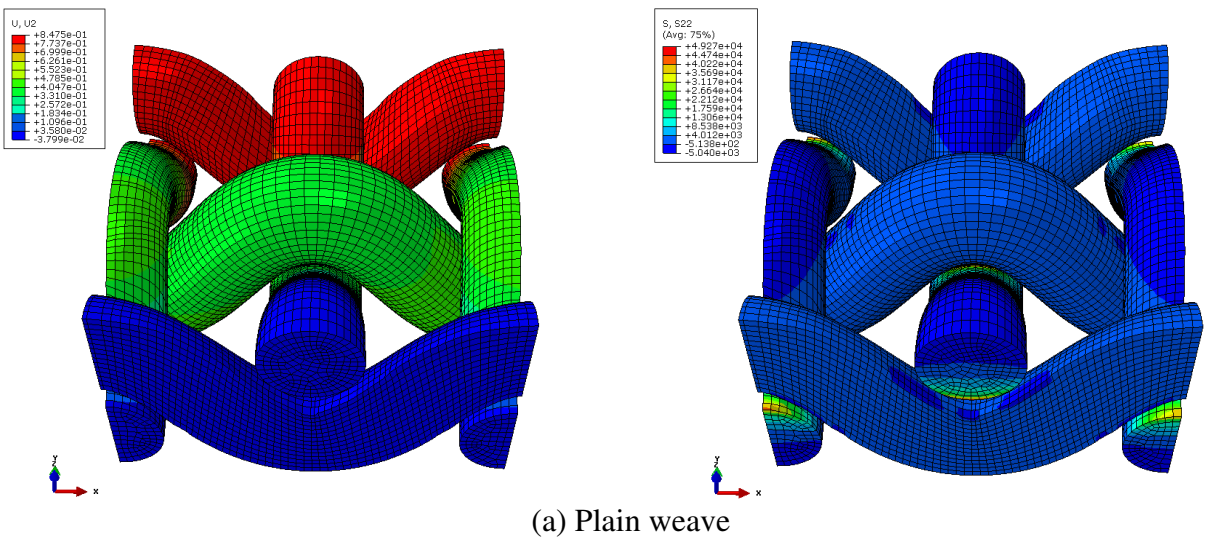 U, U2
+8.475e-01
+7.737e-01
+6.999e-01
+6.261e-01
+5.523e-01
+4.785e-01
+4.047e-01
+3.310e-01
+2.572e-01
+1.834e-01
+1.096e-01
+3.580e-02
-3.799e-02
S, S22
(Avg: 75%)
+4.927e+04
+4.474e+04
+4.022e+04
+3.569e+04
+3.117e+04
+2.664e+04
+2.212e+04
+1.759e+04
+1.306e+04
+8.538e+03
+4.012e+03
-5.138e+02
-5.040e+03
Y
Z
X
Y
Z
X
(a) Plain weave